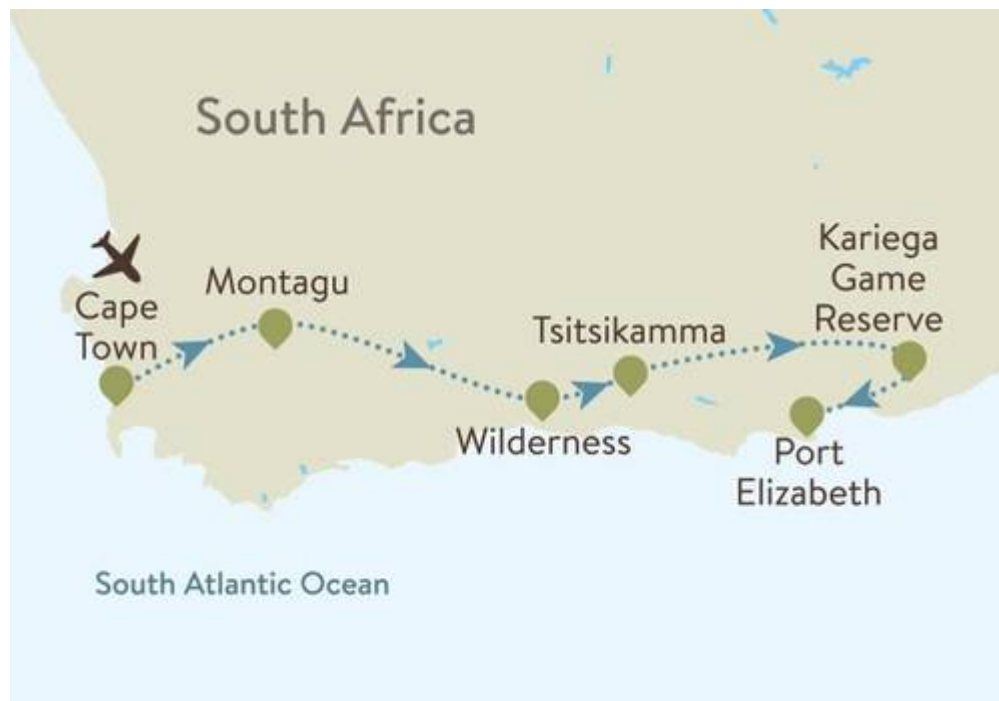 South Africa
Kariega
Game
Reserve
Montagu
Cape
Town
Tsitsikamma
Wilderness
Port
Elizabeth
South Atlantic Ocean